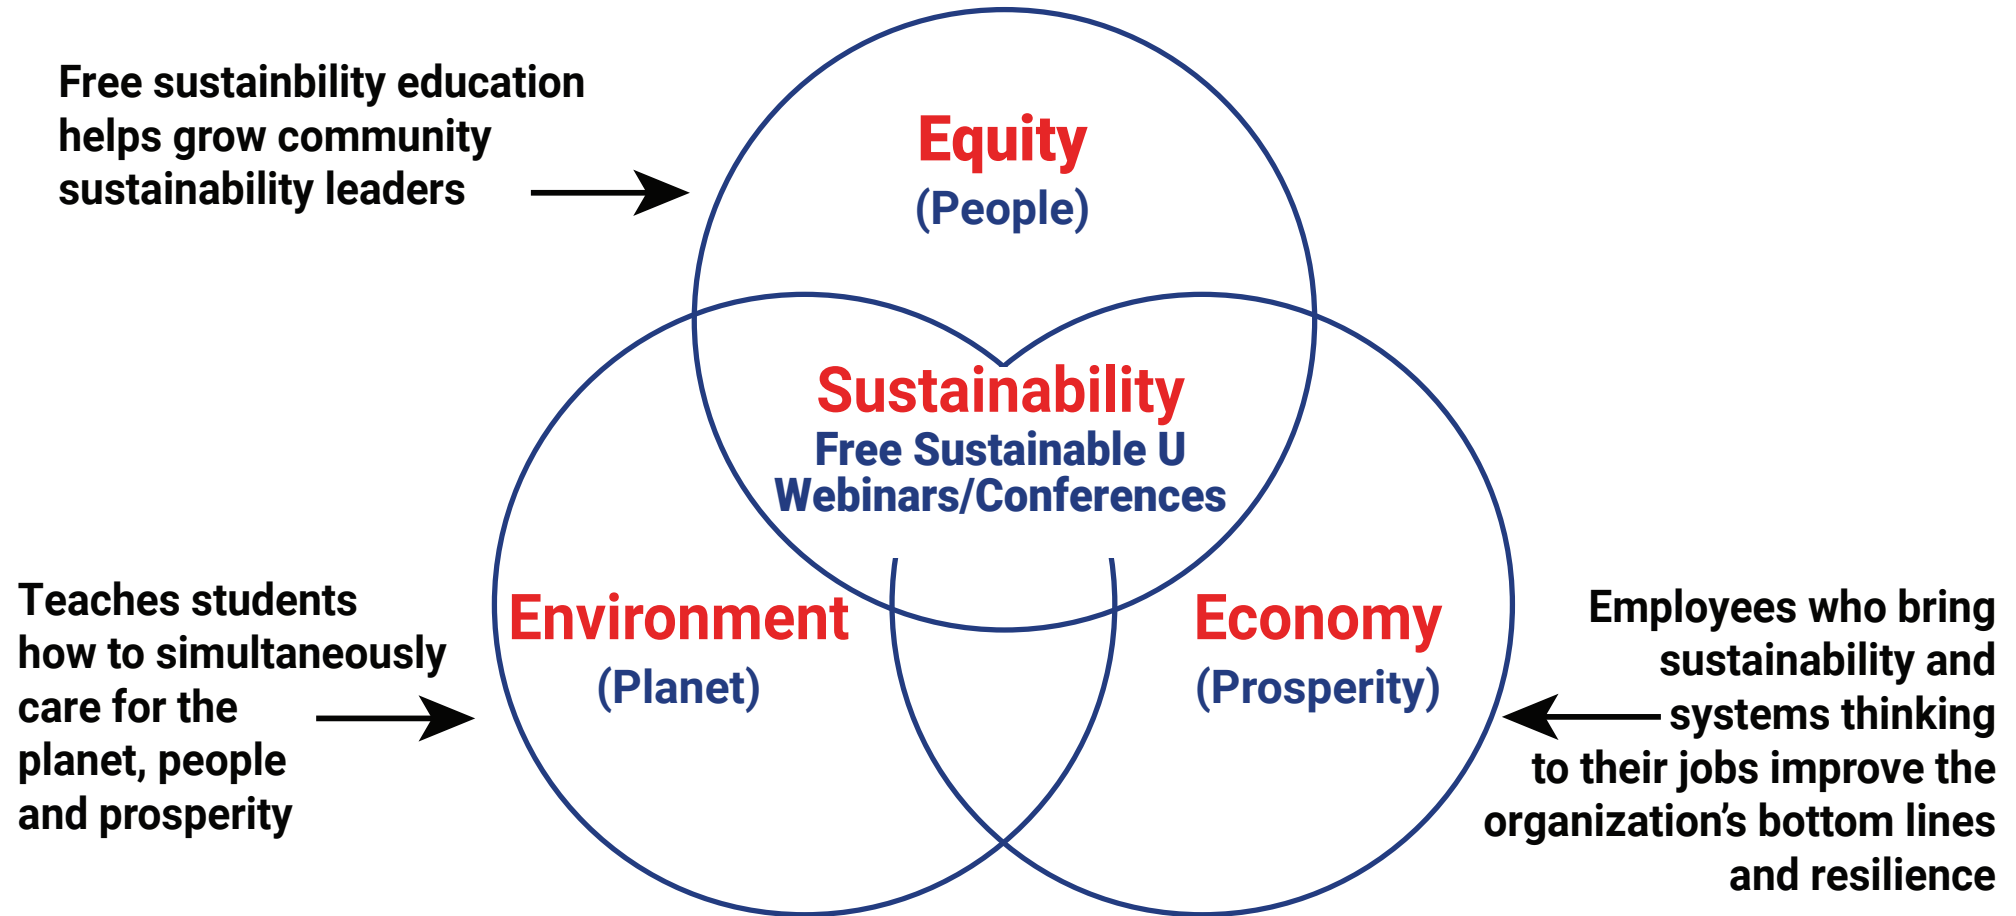 Free sustainbility education
helps grow community
sustainability leaders
Equity
(People)
Sustainability
Free Sustainable U
Webinars/Conferences
Teaches students
how to simultaneously
care for the
planet, people
and prosperity
Environment
(Planet)
Economy
(Prosperity)
Employees who bring
sustainability and
systems thinking
to their jobs improve the
organization’s bottom lines
and resilience